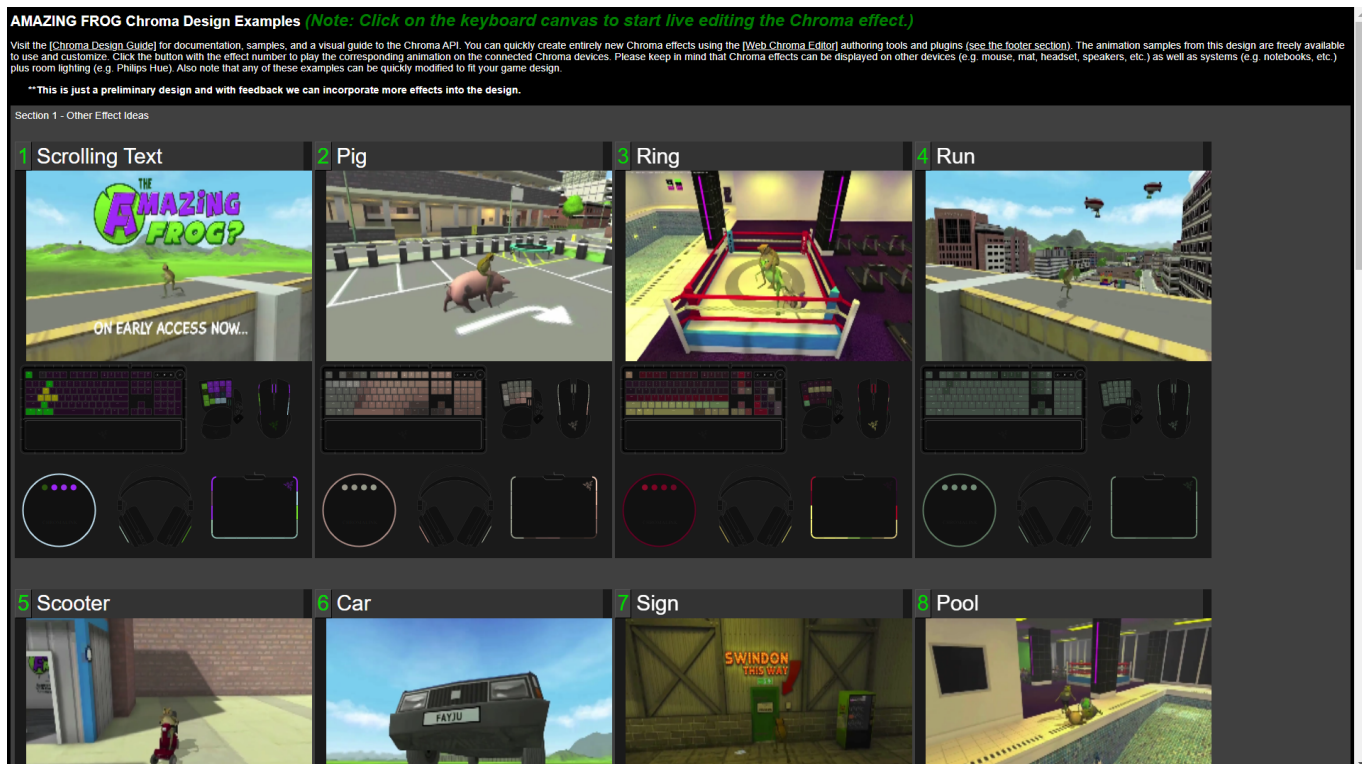 AMAZING FROG Chroma Design Examples (Note: Click on the keyboard canvas to start live editing the Chroma effect.)
Visit the [Chroma Design Guide] for documentation, samples, and a visual guide to the Chroma API. You can quickly create entirely new Chroma effects using the [Web Chroma Editor] authoring tools and plugins (see the footer section). The animation samples from this design are freely available
to use and customize. Click the button with the effect number to play the corresponding animation on the connected Chroma devices. Please keep in mind that Chroma effects can be displayed on other devices (e.g. mouse, mat, headset, speakers, etc.) as well as systems (e.g. notebooks, etc.)
plus room lighting (e.g. Philips Hue). Also note that any of these examples can be quickly modified to fit your game design.
**This is just a preliminary design and with feedback we can incorporate more effects into the design.
Section 1 - Other Effect Ideas
1 Scrolling Text
THE
AMAZING
FROG?
ON EARLY ACCESS NOW...
2 Pig
3 Ring
4 Run
5 Scooter
6 Car
FAYJU
7 Sign
SWINDON
THIS WAY
8 Pool